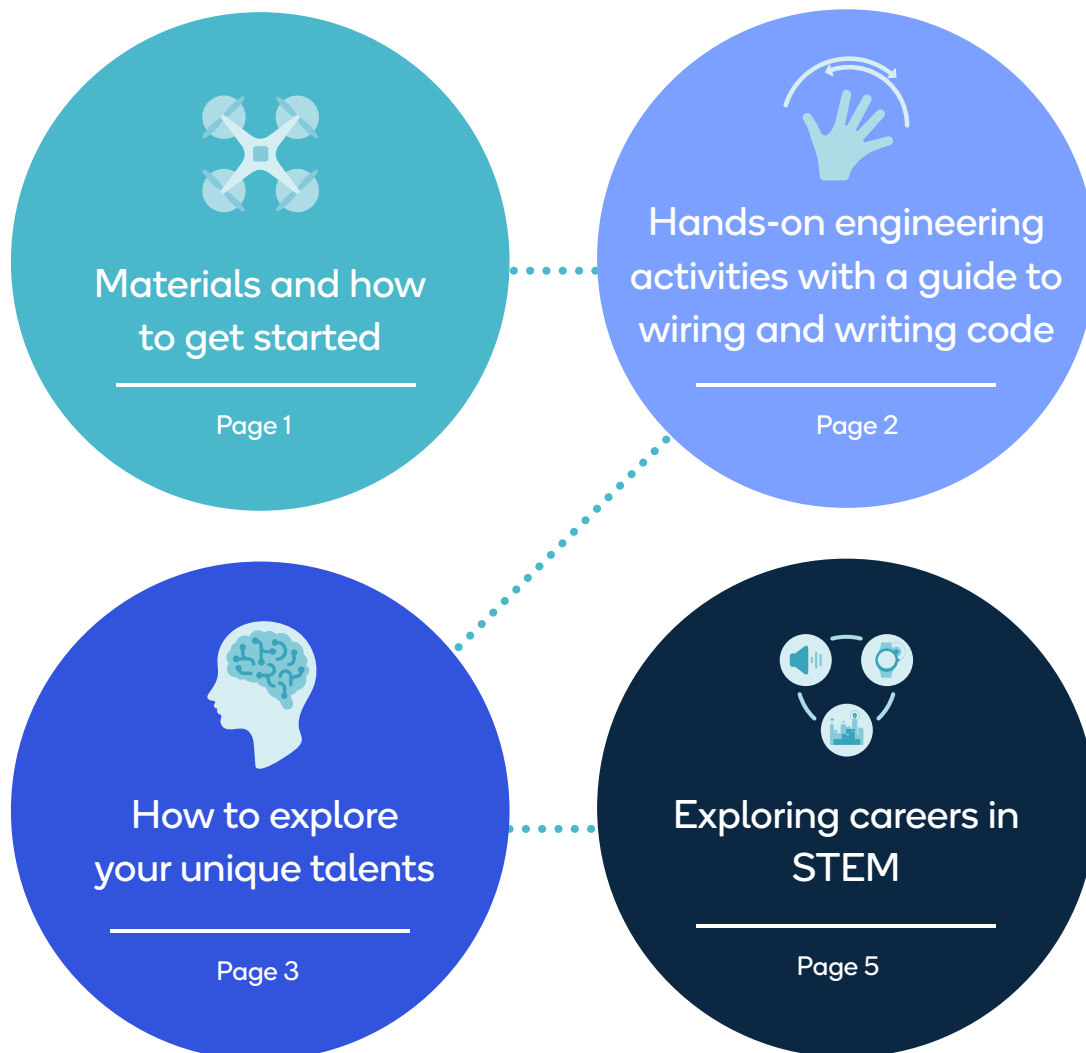 Materials and how
to get started
Page 1
Hands-on engineering
activities with a guide to
wiring and writing code
Page 2
How to explore
your unique talents
Page 3
Exploring careers in
STEM
Page 5